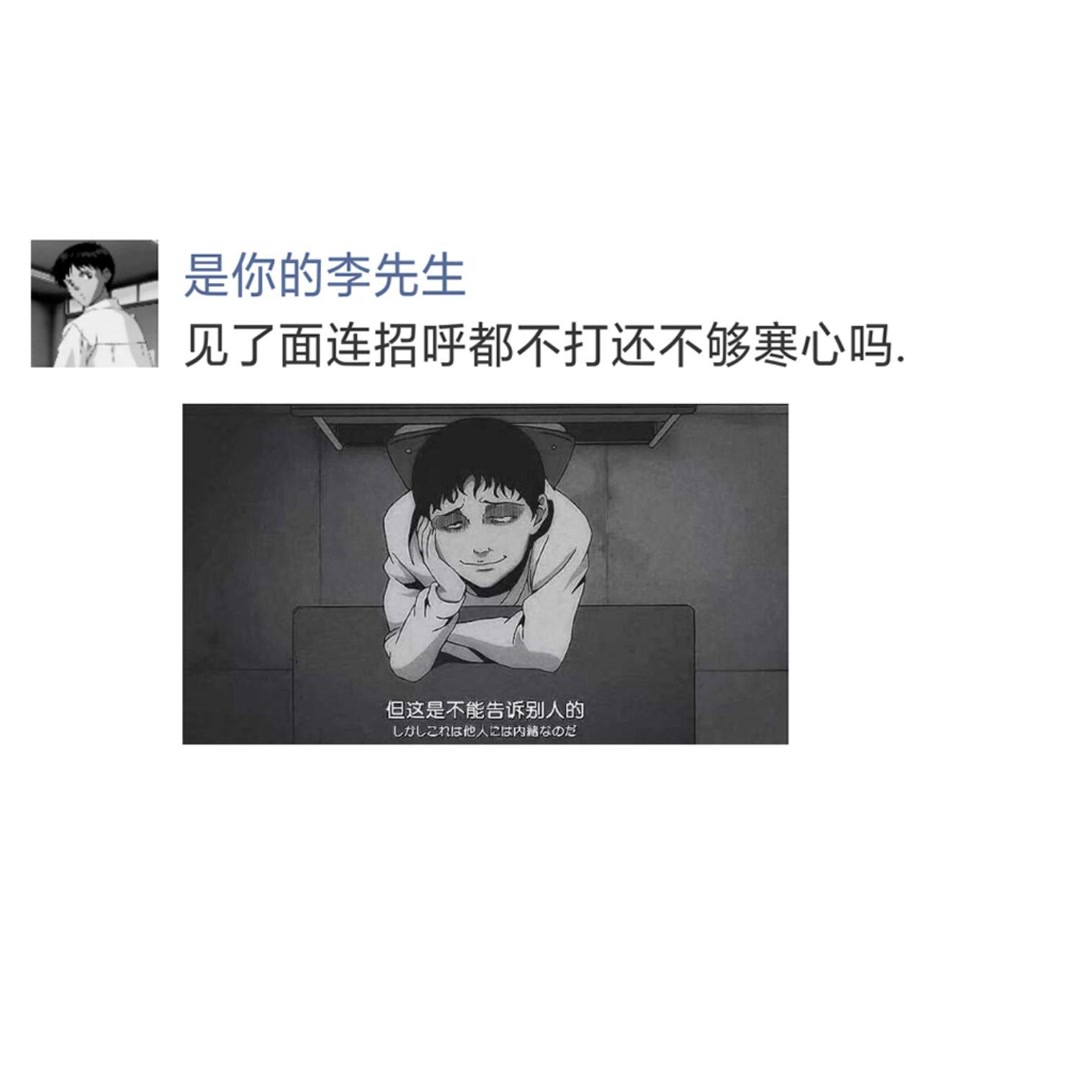 是你的李先生
见了面连招呼都不打还不够寒心吗.
但这是不能告诉别人的
しかしこれは他人には内緒なのだ